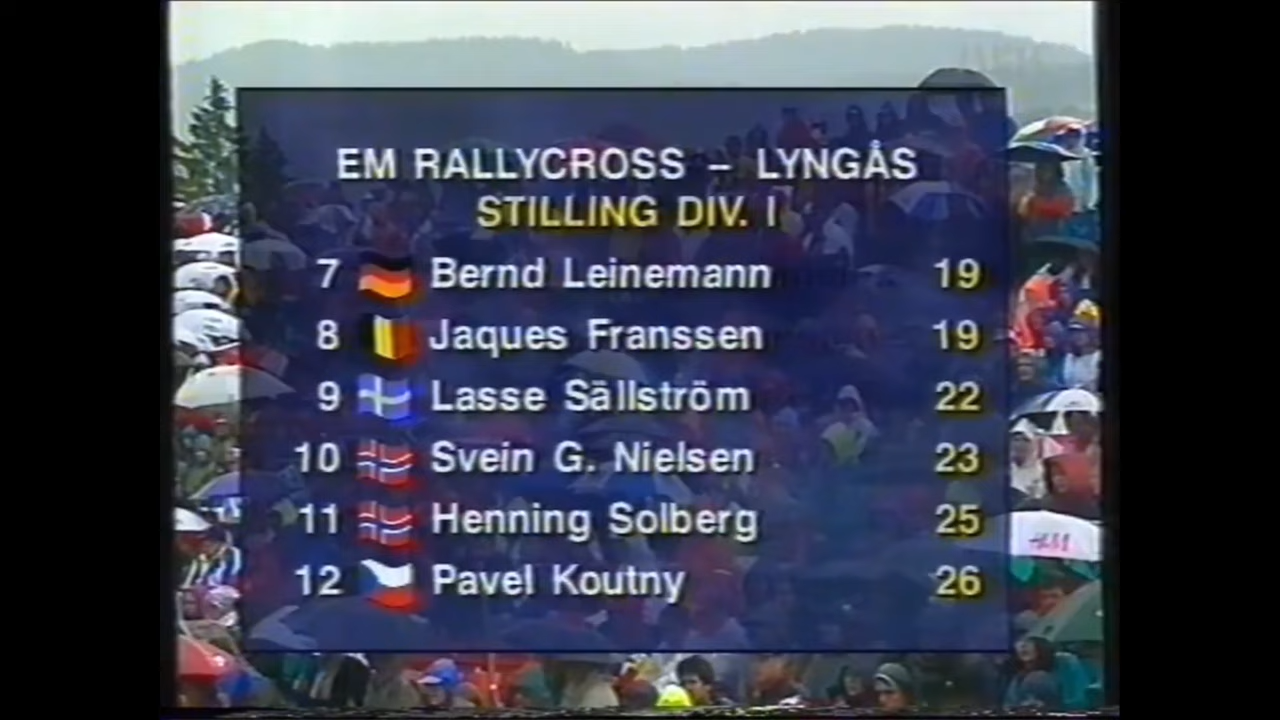 EM RALLYCROSS – LYNGÅS
STILLING DIV. I
7 Bernd Leinemann 19
8 Jaques Franssen 19
9 Lasse Sällström 22
10 Svein G. Nielsen 23
11 Henning Solberg 25
12 Pavel Koutny 26